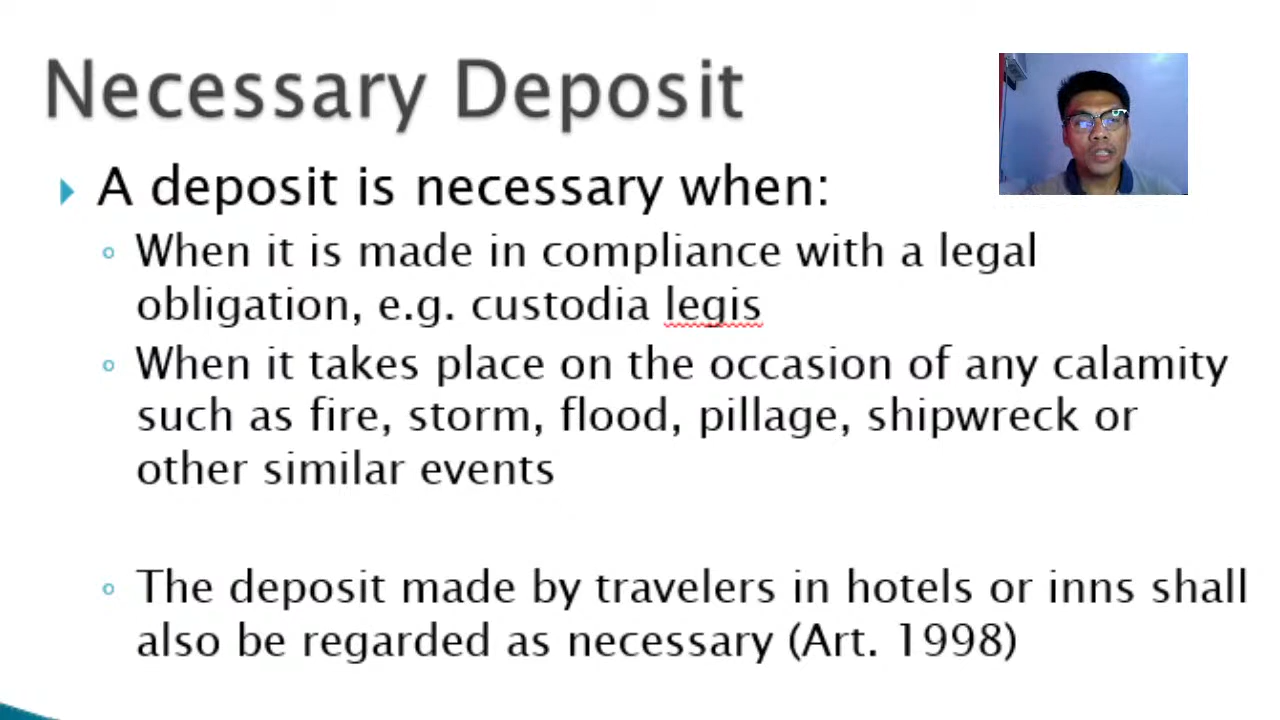 Necessary Deposit
A deposit is necessary when:
When it is made in compliance with a legal
obligation, e.g. custodia legis
When it takes place on the occasion of any calamity
such as fire, storm, flood, pillage, shipwreck or
other similar events
The deposit made by travelers in hotels or inns shall
also be regarded as necessary (Art. 1998)